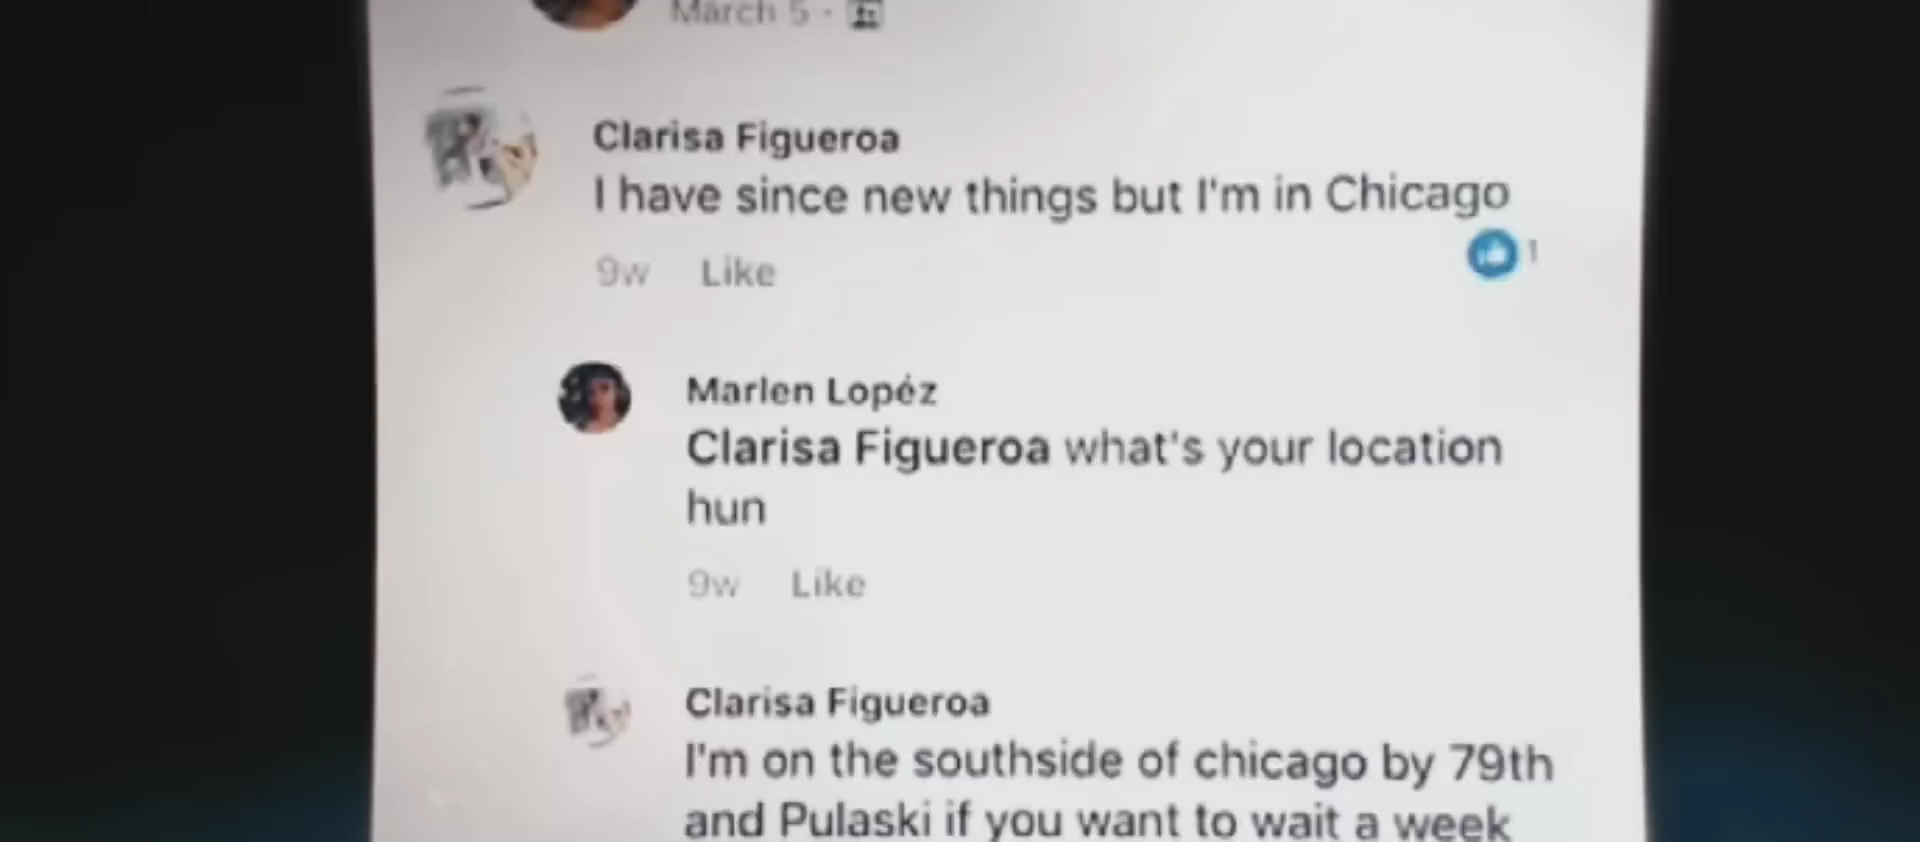 March 5 ·
Clarisa Figueroa
I have since new things but I'm in Chicago
1
9w Like
Marlen Lopéz
Clarisa Figueroa what's your location
hun
9w Like
Clarisa Figueroa
I'm on the southside of chicago by 79th
and Pulaski if you want to wait a week